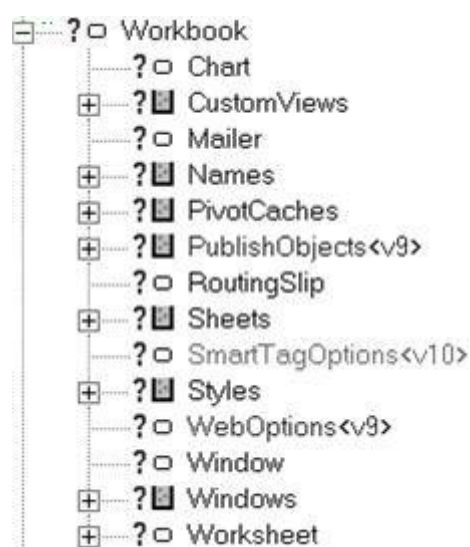 ? Workbook
? Chart
? CustomViews
? Mailer
? Names
? PivotCaches
? PublishObjects<v9>
? RoutingSlip
? Sheets
? SmartTagOptions<v10>
? Styles
? WebOptions<v9>
? Window
? Windows
? Worksheet